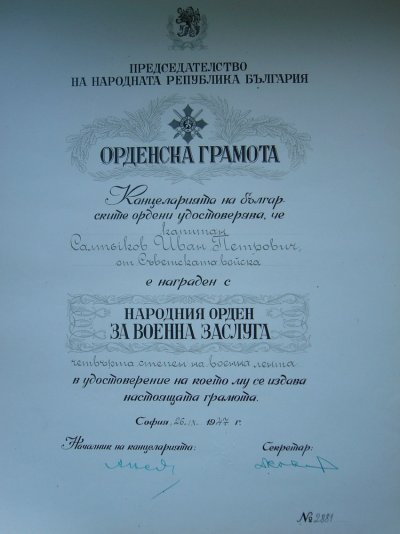 ПРЕДСЕДАТЕЛСТВО
НА НАРОДНАТА РЕПУБЛИКА БЪЛГАРИЯ
ОРДЕНСКА ГРАМОТА
Канцеларията на българ-
ските ордени удостоверява, че
капитан
Салтыков Иван Петрович,
от Съветската войска
е награден с
НАРОДНИЯ ОРДЕН
ЗА ВОЕННА ЗАСЛУГА
четвърта степен на военна лента
в удостоверение на което му се издава
настоящата грамота.
София, 26.IX. 1947 г.
Началник на канцеларията: Секретар:
№ 2881